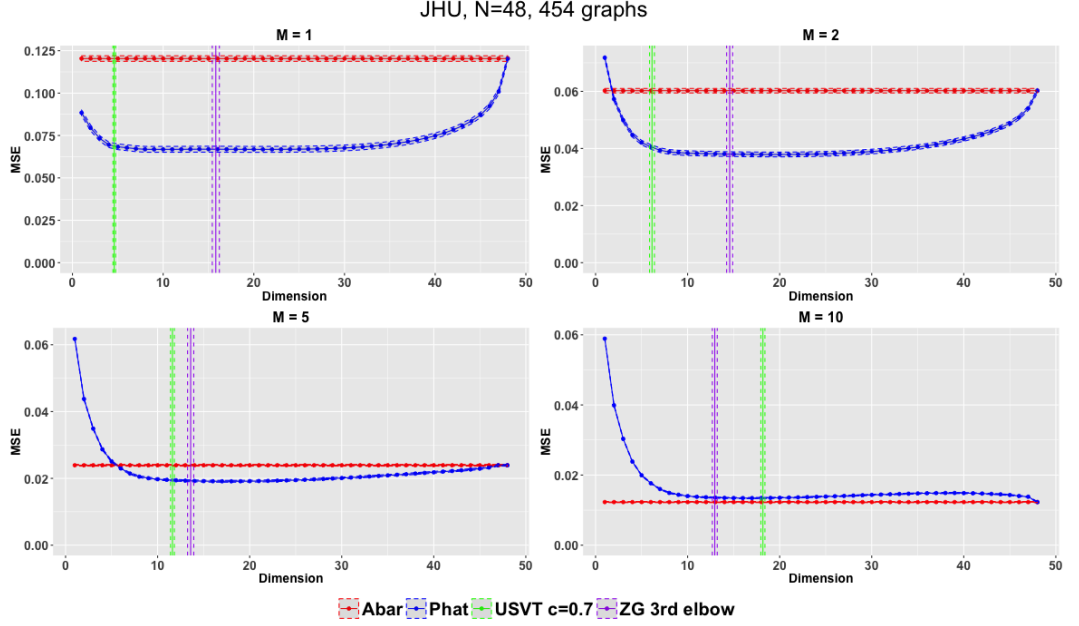 JHU, N=48, 454 graphs
M = 1
MSE
0.125
0.100
0.075
0.050
0.025
0.000
0 10 20 30 40 50
Dimension
M = 2
MSE
0.06
0.04
0.02
0.00
0 10 20 30 40 50
Dimension
M = 5
MSE
0.06
0.04
0.02
0.00
0 10 20 30 40 50
Dimension
M = 10
MSE
0.06
0.04
0.02
0.00
0 10 20 30 40 50
Dimension
Abar Phat USVT c=0.7 ZG 3rd elbow